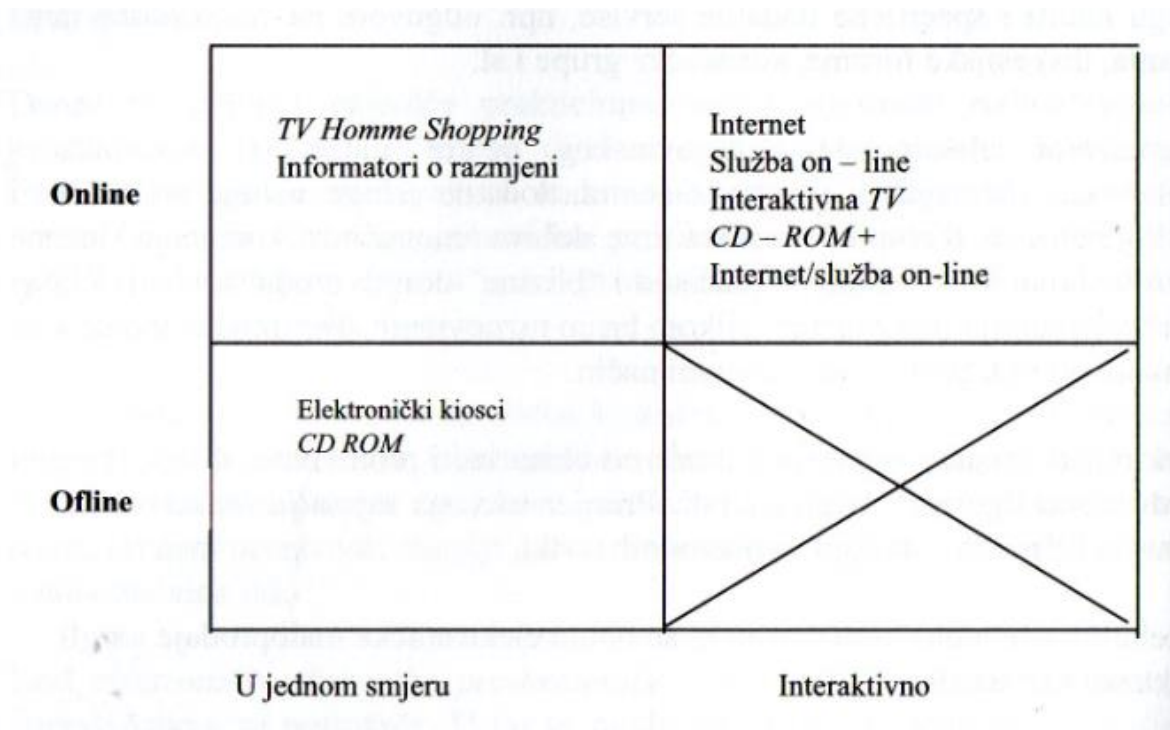 TV Homme Shopping
Informatori o razmjeni
Online
Internet
Služba on – line
Interaktivna TV
CD – ROM +
Internet/služba on-line
Elektronički kiosci
CD ROM
Ofline
U jednom smjeru
Interaktivno